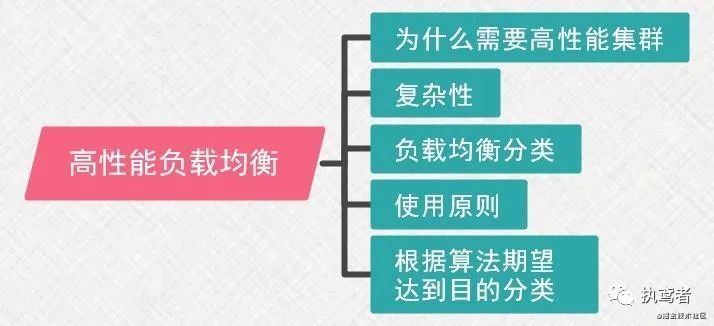 为什么需要高性能集群
复杂性
高性能负载均衡
负载均衡分类
使用原则
根据算法期望
达到目的分类
执鸢者
@掘金技术社区